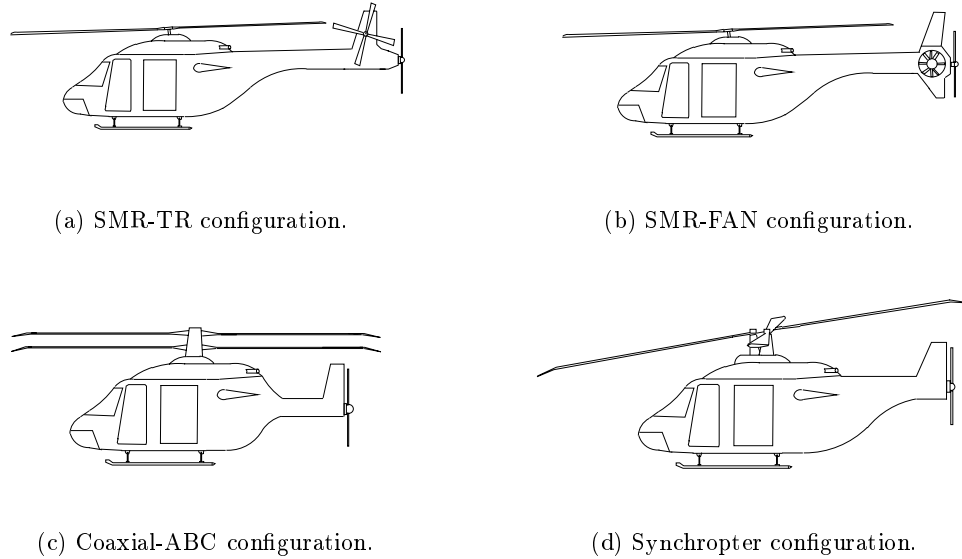 (a) SMR-TR configuration.
(b) SMR-FAN configuration.
(c) Coaxial-ABC configuration.
(d) Synchropter configuration.